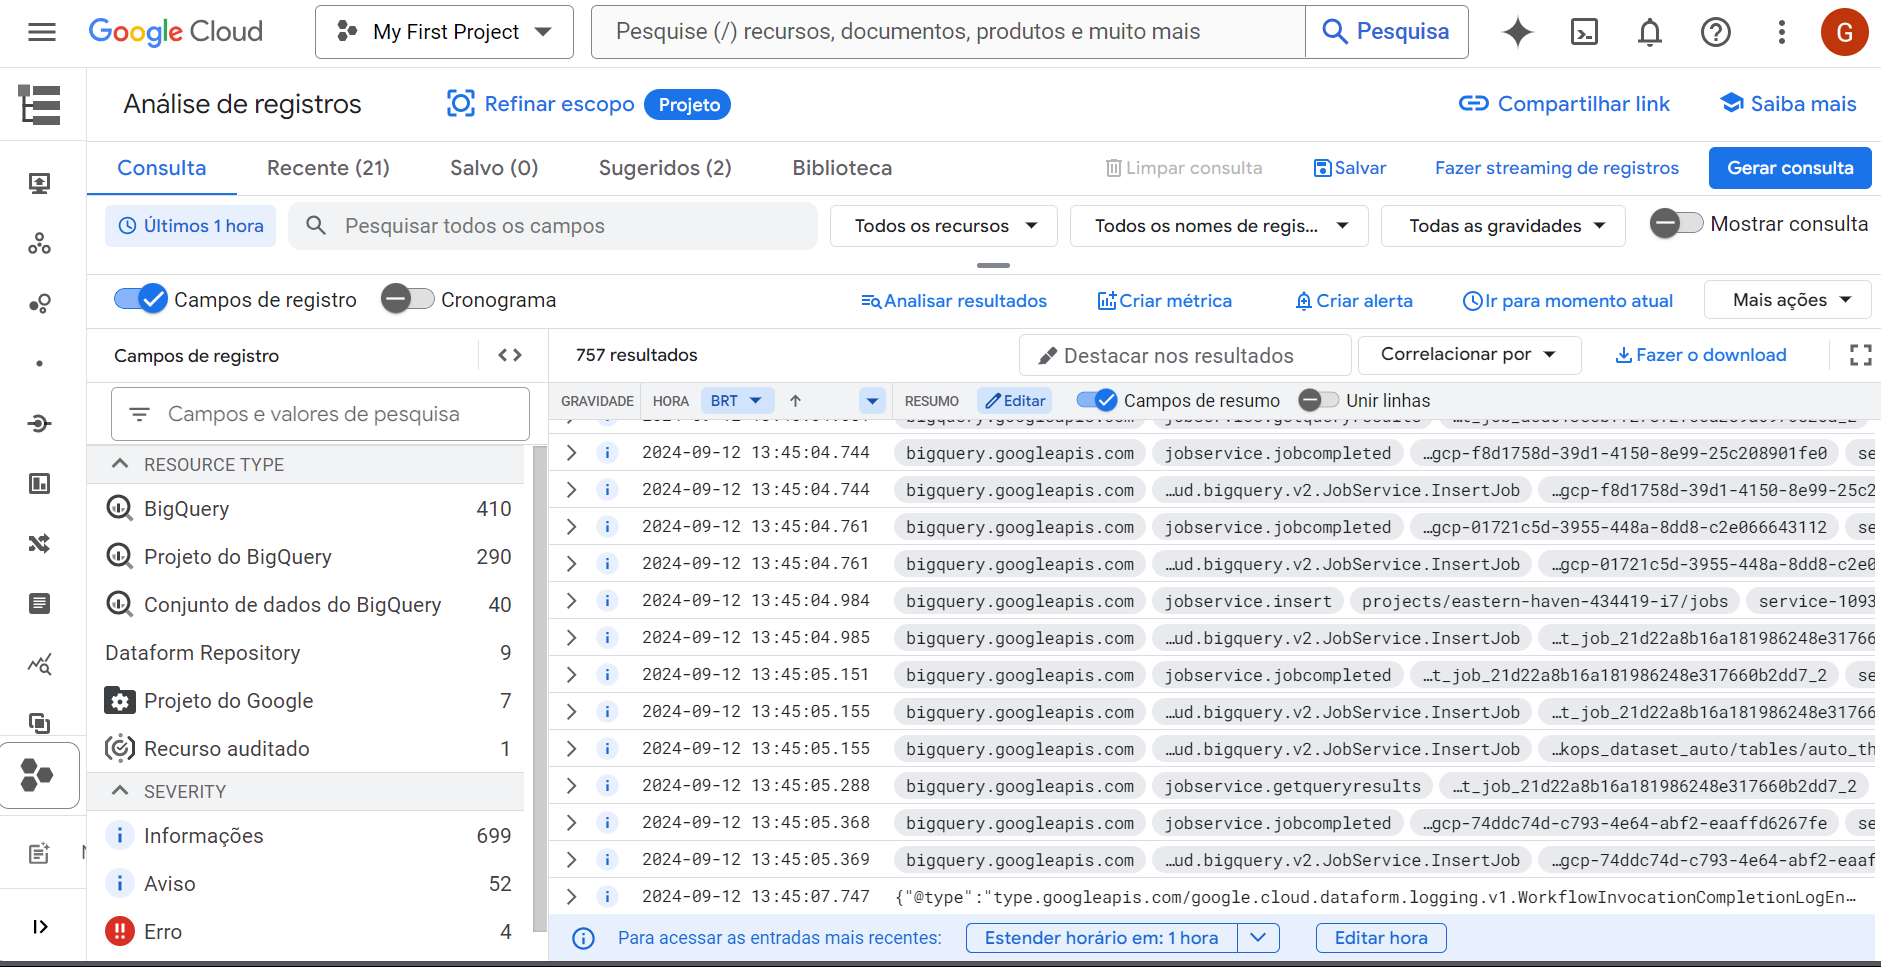 Google Cloud
My First Project
Pesquise (/) recursos, documentos, produtos e muito mais
Pesquisa
G
Análise de registros
Refinar escopo
Projeto
Compartilhar link
Saiba mais
Consulta
Recente (21)
Salvo (0)
Sugeridos (2)
Biblioteca
Limpar consulta
Salvar
Fazer streaming de registros
Gerar consulta
Últimos 1 hora
Pesquisar todos os campos
Todos os recursos
Todos os nomes de regis...
Todas as gravidades
Mostrar consulta
Campos de registro
Cronograma
Analisar resultados
Criar métrica
Criar alerta
Ir para momento atual
Mais ações
Campos de registro
757 resultados
Destacar nos resultados
Correlacionar por
Fazer o download
Campos e valores de pesquisa
RESOURCE TYPE
BigQuery 410
Projeto do BigQuery 290
Conjunto de dados do BigQuery 40
Dataform Repository 9
Projeto do Google 7
Recurso auditado 1
SEVERITY
Informações 699
Aviso 52
Erro 4
GRAVIDADE HORA BRT RESUMO Editar Campos de resumo Unir linhas
2024-09-12 13:45:04.744 bigquery.googleapis.com jobservice.jobcompleted …gcp-f8d1758d-39d1-4150-8e99-25c208901fe0 se
2024-09-12 13:45:04.744 bigquery.googleapis.com …ud.bigquery.v2.JobService.InsertJob …gcp-f8d1758d-39d1-4150-8e99-25c2
2024-09-12 13:45:04.761 bigquery.googleapis.com jobservice.jobcompleted …gcp-01721c5d-3955-448a-8dd8-c2e066643112 se
2024-09-12 13:45:04.761 bigquery.googleapis.com …ud.bigquery.v2.JobService.InsertJob …gcp-01721c5d-3955-448a-8dd8-c2e0
2024-09-12 13:45:04.984 bigquery.googleapis.com jobservice.insert projects/eastern-haven-434419-i7/jobs service-1093
2024-09-12 13:45:04.985 bigquery.googleapis.com …ud.bigquery.v2.JobService.InsertJob …t_job_21d22a8b16a181986248e31766
2024-09-12 13:45:05.151 bigquery.googleapis.com jobservice.jobcompleted …t_job_21d22a8b16a181986248e317660b2dd7_2 se
2024-09-12 13:45:05.155 bigquery.googleapis.com …ud.bigquery.v2.JobService.InsertJob …t_job_21d22a8b16a181986248e31766
2024-09-12 13:45:05.155 bigquery.googleapis.com …ud.bigquery.v2.JobService.InsertJob …kops_dataset_auto/tables/auto_th
2024-09-12 13:45:05.288 bigquery.googleapis.com jobservice.getqueryresults …t_job_21d22a8b16a181986248e317660b2dd7_2
2024-09-12 13:45:05.368 bigquery.googleapis.com jobservice.jobcompleted …gcp-74ddc74d-c793-4e64-abf2-eaaffd6267fe se
2024-09-12 13:45:05.369 bigquery.googleapis.com …ud.bigquery.v2.JobService.InsertJob …gcp-74ddc74d-c793-4e64-abf2-eaaf
2024-09-12 13:45:07.747 {"@type":"type.googleapis.com/google.cloud.dataform.logging.v1.WorkflowInvocationCompletionLogEn…
Para acessar as entradas mais recentes: Estender horário em: 1 hora Editar hora